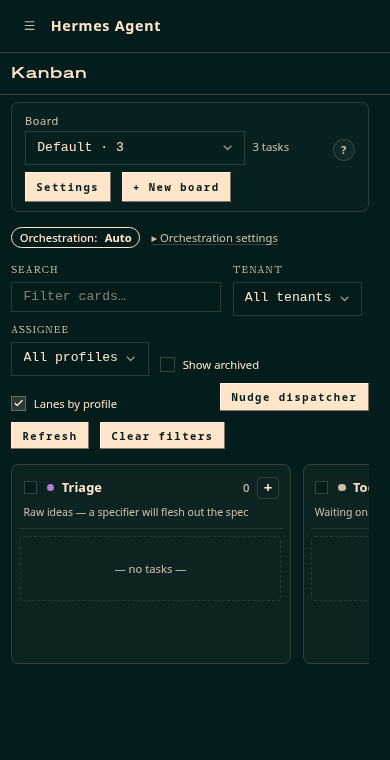 ☰ Hermes Agent
Kanban
Board
Default · 3
3 tasks
?
Settings
+ New board
Orchestration: Auto
▸ Orchestration settings
SEARCH
TENANT
Filter cards…
All tenants
ASSIGNEE
All profiles
Show archived
Lanes by profile
Nudge dispatcher
Refresh
Clear filters
Triage
0
+
Raw ideas — a specifier will flesh out the spec
— no tasks —
Waiting on